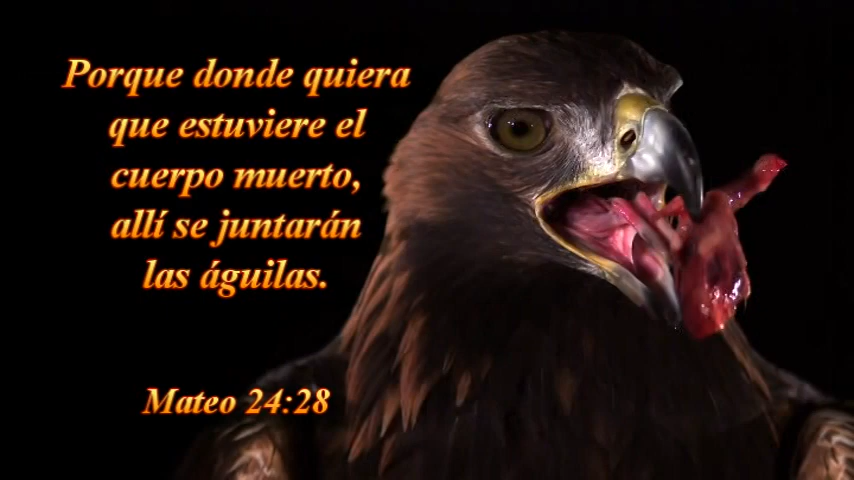 Porque donde quiera
que estuviere el
cuerpo muerto,
allí se juntarán
las águilas.
Mateo 24:28